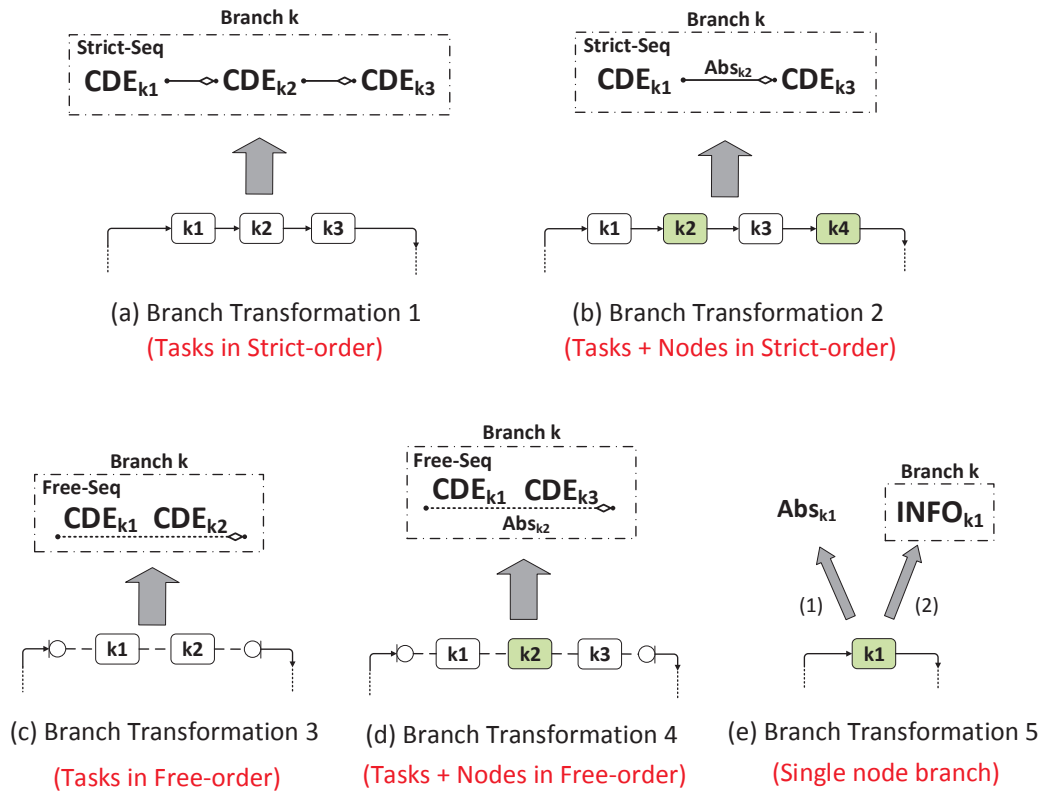 Branch k
Strict-Seq
CDEk1 CDEk2 CDEk3
k1 k2 k3
(a) Branch Transformation 1
(Tasks in Strict-order)
Branch k
Strict-Seq
CDEk1 Absk2 CDEk3
k1 k2 k3 k4
(b) Branch Transformation 2
(Tasks + Nodes in Strict-order)
Branch k
Free-Seq
CDEk1 CDEk2
k1 k2
(c) Branch Transformation 3
(Tasks in Free-order)
Branch k
Free-Seq
CDEk1 CDEk3
Absk2
k1 k2 k3
(d) Branch Transformation 4
(Tasks + Nodes in Free-order)
Branch k
Absk1 INFOk1
(1) (2)
k1
(e) Branch Transformation 5
(Single node branch)